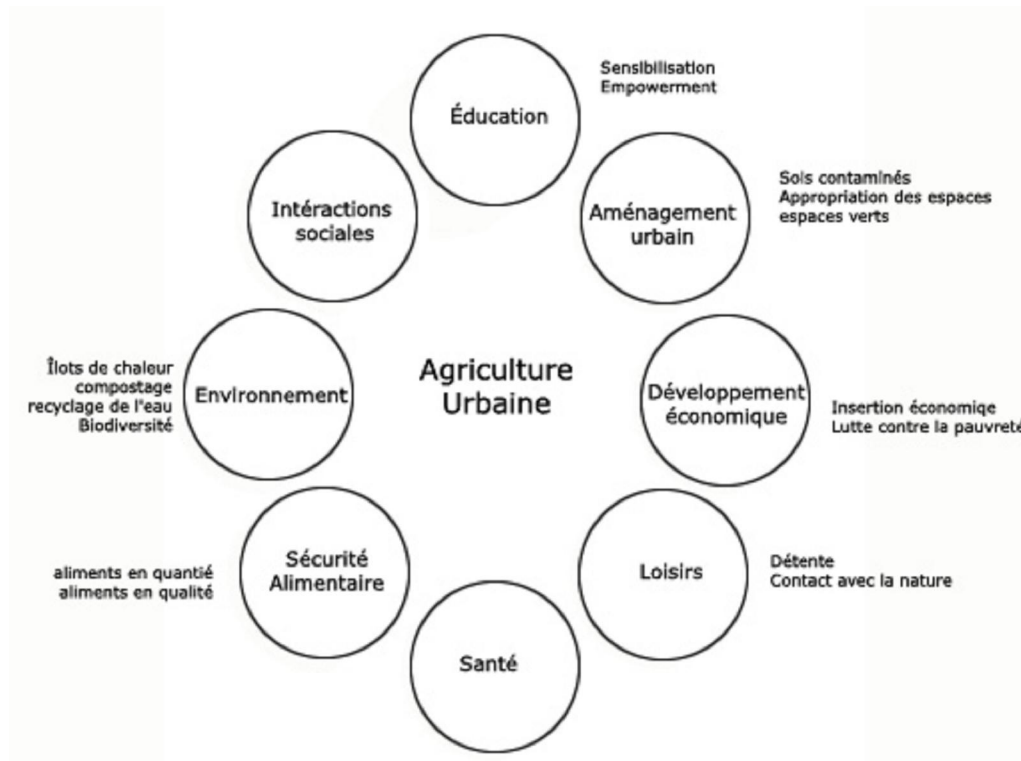 Éducation
Sensibilisation
Empowerment
Intéractions
sociales
Aménagement
urbain
Sols contaminés
Appropriation des espaces
espaces verts
Îlots de chaleur
compostage
recyclage de l'eau
Biodiversité
Environnement
Agriculture
Urbaine
Développement
économique
Insertion économiqe
Lutte contre la pauvreté
aliments en quantié
aliments en qualité
Sécurité
Alimentaire
Loisirs
Détente
Contact avec la nature
Santé